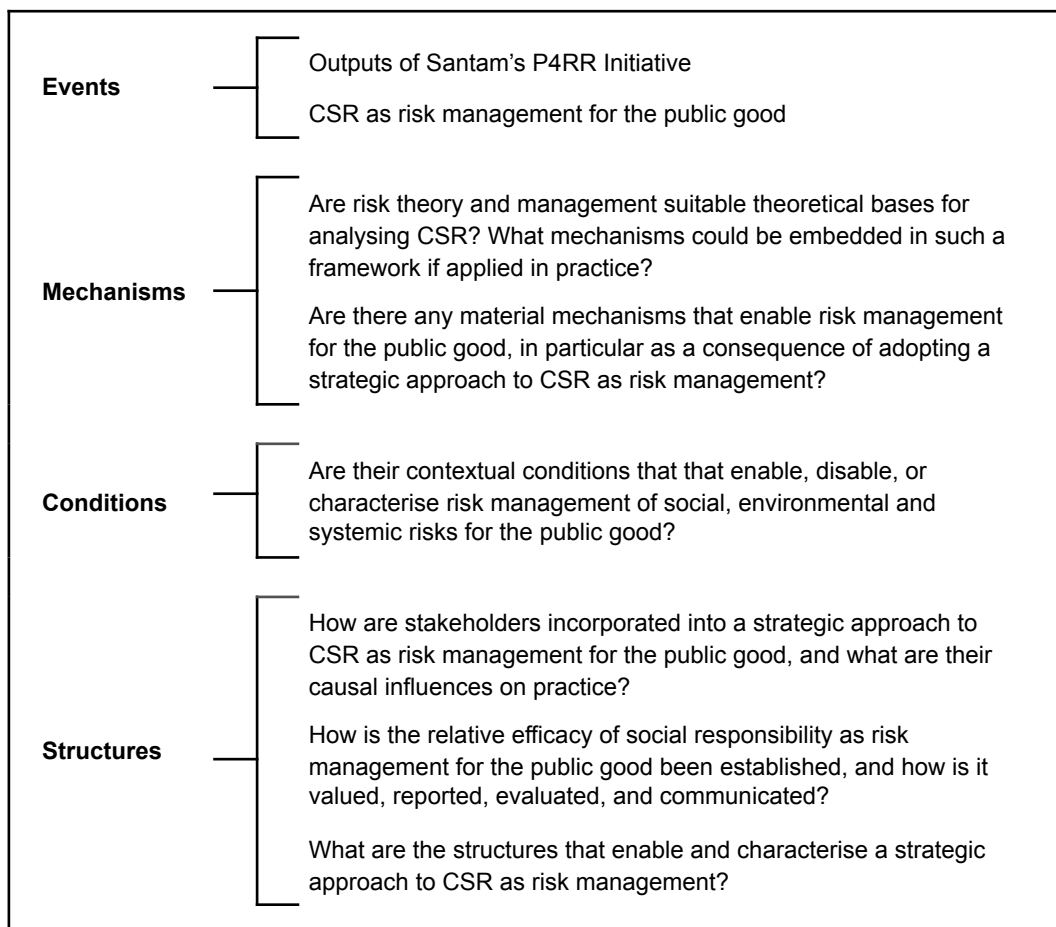 Events
Outputs of Santam's P4RR Initiative
CSR as risk management for the public good
Mechanisms
Are risk theory and management suitable theoretical bases for
analysing CSR? What mechanisms could be embedded in such a
framework if applied in practice?
Are there any material mechanisms that enable risk management
for the public good, in particular as a consequence of adopting a
strategic approach to CSR as risk management?
Conditions
Are their contextual conditions that that enable, disable, or
characterise risk management of social, environmental and
systemic risks for the public good?
Structures
How are stakeholders incorporated into a strategic approach to
CSR as risk management for the public good, and what are their
causal influences on practice?
How is the relative efficacy of social responsibility as risk
management for the public good been established, and how is it
valued, reported, evaluated, and communicated?
What are the structures that enable and characterise a strategic
approach to CSR as risk management?